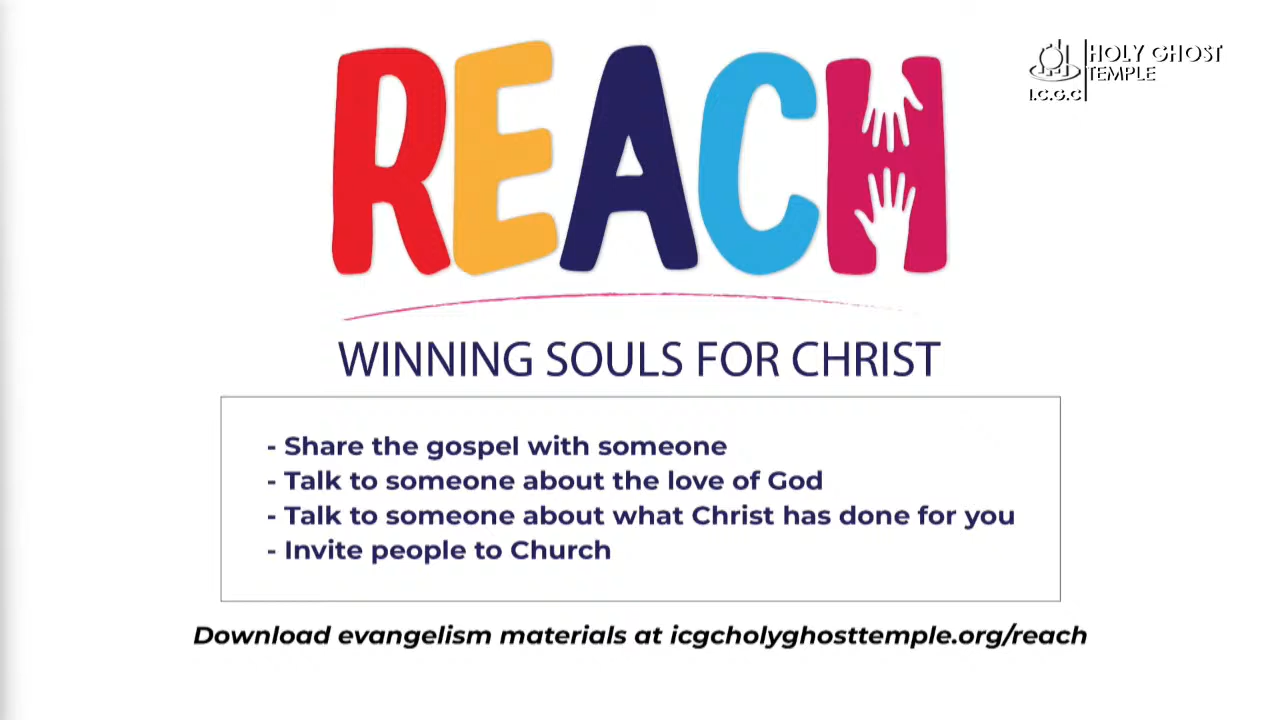 REACH
HOLY GHOST
TEMPLE
I.C.G.C
WINNING SOULS FOR CHRIST
- Share the gospel with someone
- Talk to someone about the love of God
- Talk to someone about what Christ has done for you
- Invite people to Church
Download evangelism materials at icgcholyghosttemple.org/reach